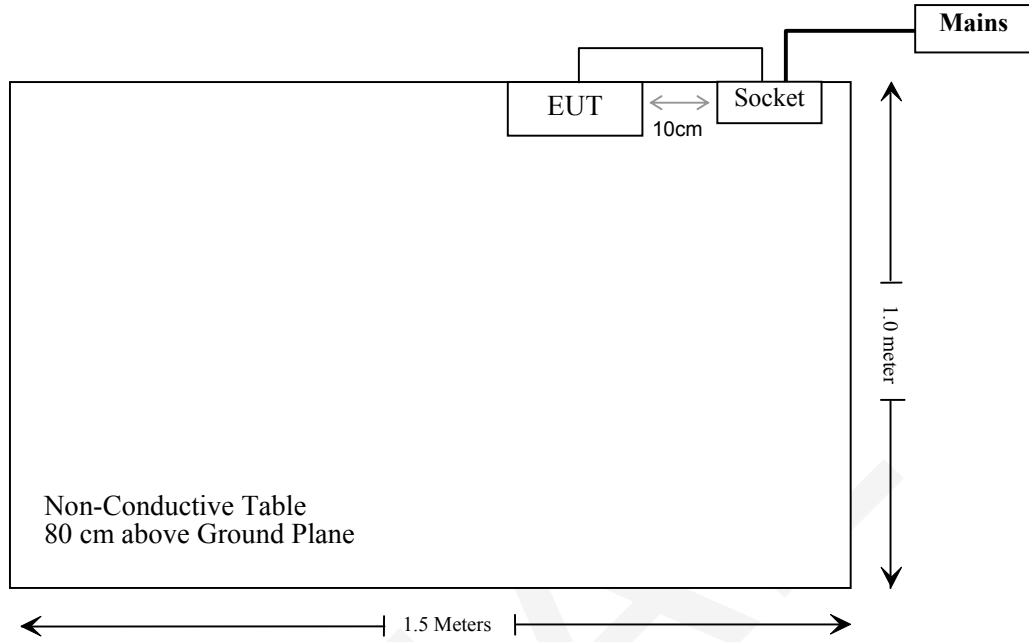 Mains
EUT
Socket
10cm
1.0 meter
Non-Conductive Table
80 cm above Ground Plane
1.5 Meters